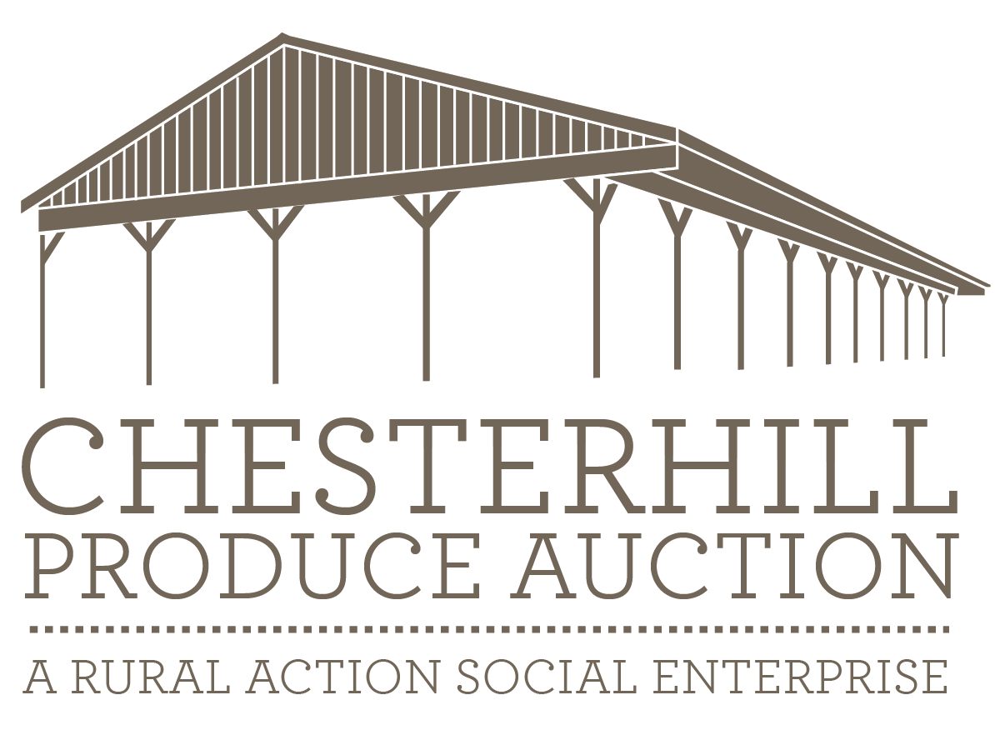 CHESTERHILL
PRODUCE AUCTION
A RURAL ACTION SOCIAL ENTERPRISE